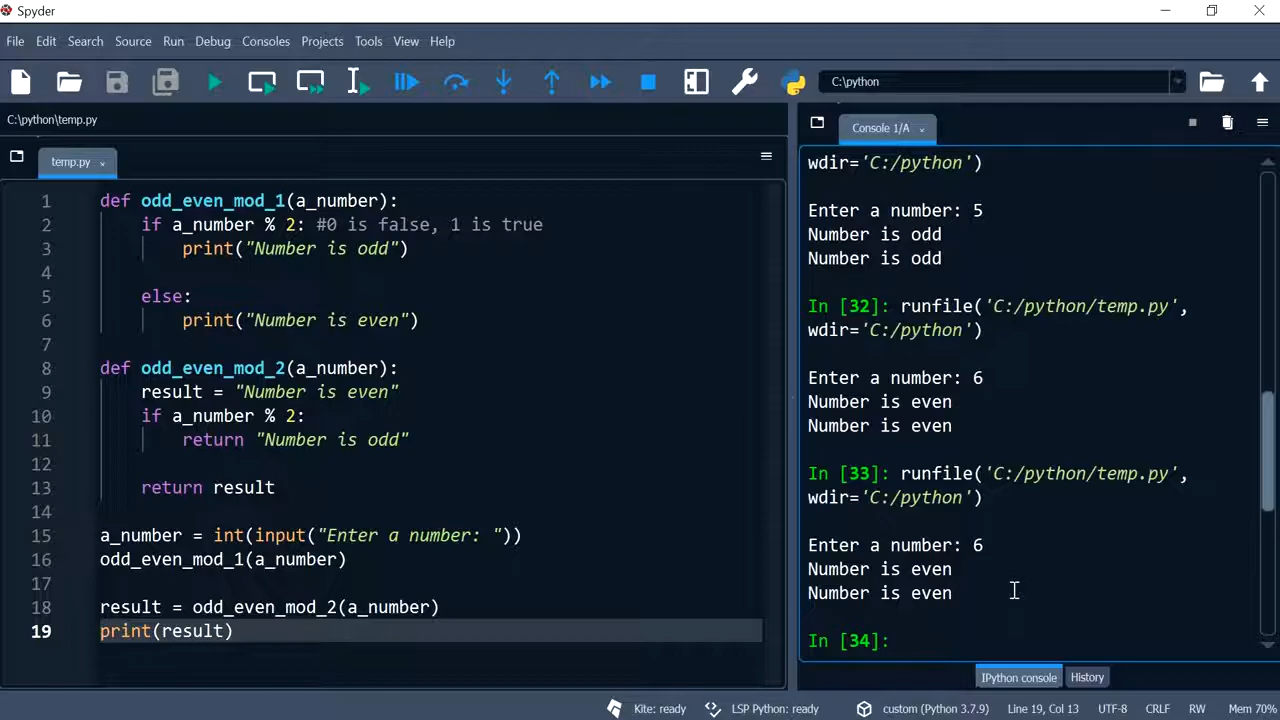 Spyder
File Edit Search Source Run Debug Consoles Projects Tools View Help
C:\python
C:\python\temp.py
temp.py
1 def odd_even_mod_1(a_number):
2 if a_number % 2: #0 is false, 1 is true
3 print("Number is odd")
4
5 else:
6 print("Number is even")
7
8 def odd_even_mod_2(a_number):
9 result = "Number is even"
10 if a_number % 2:
11 return "Number is odd"
12
13 return result
14
15 a_number = int(input("Enter a number: "))
16 odd_even_mod_1(a_number)
17
18 result = odd_even_mod_2(a_number)
19 print(result)
Console 1/A
wdir='C:/python')
Enter a number: 5
Number is odd
Number is odd
In [32]: runfile('C:/python/temp.py',
wdir='C:/python')
Enter a number: 6
Number is even
Number is even
In [33]: runfile('C:/python/temp.py',
wdir='C:/python')
Enter a number: 6
Number is even
Number is even
In [34]:
IPython console History
Kite: ready LSP Python: ready custom (Python 3.7.9) Line 19, Col 13 UTF-8 CRLF RW Mem 70%